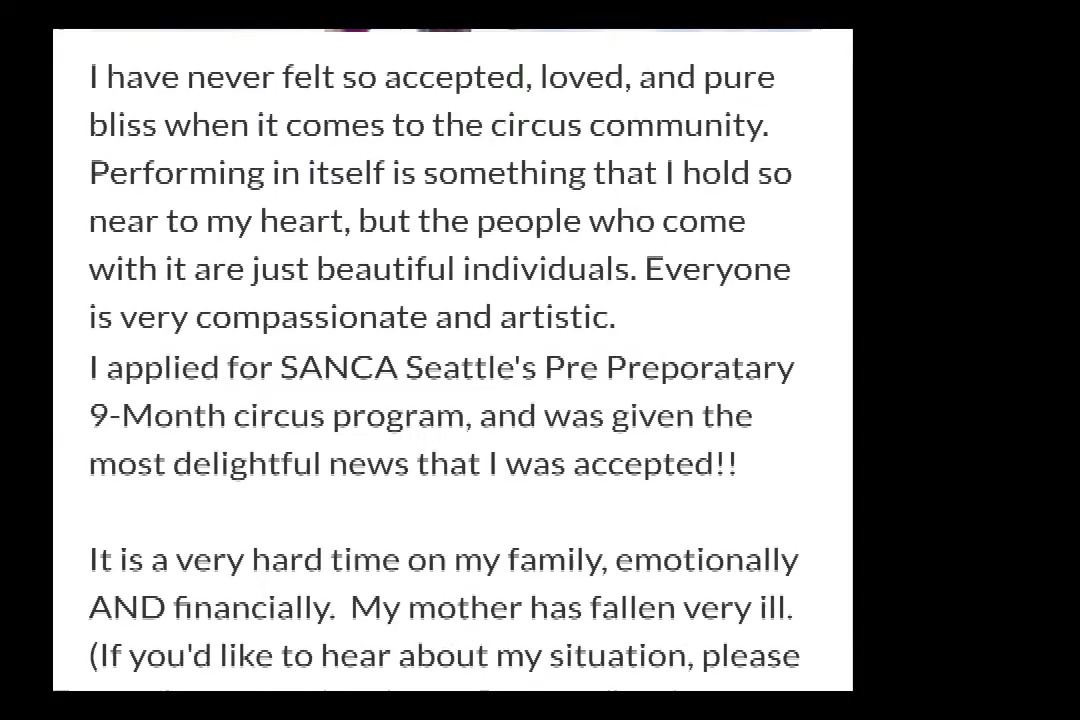 I have never felt so accepted, loved, and pure
bliss when it comes to the circus community.
Performing in itself is something that I hold so
near to my heart, but the people who come
with it are just beautiful individuals. Everyone
is very compassionate and artistic.
I applied for SANCA Seattle's Pre Preporatary
9-Month circus program, and was given the
most delightful news that I was accepted!!
It is a very hard time on my family, emotionally
AND financially.  My mother has fallen very ill.
(If you'd like to hear about my situation, please